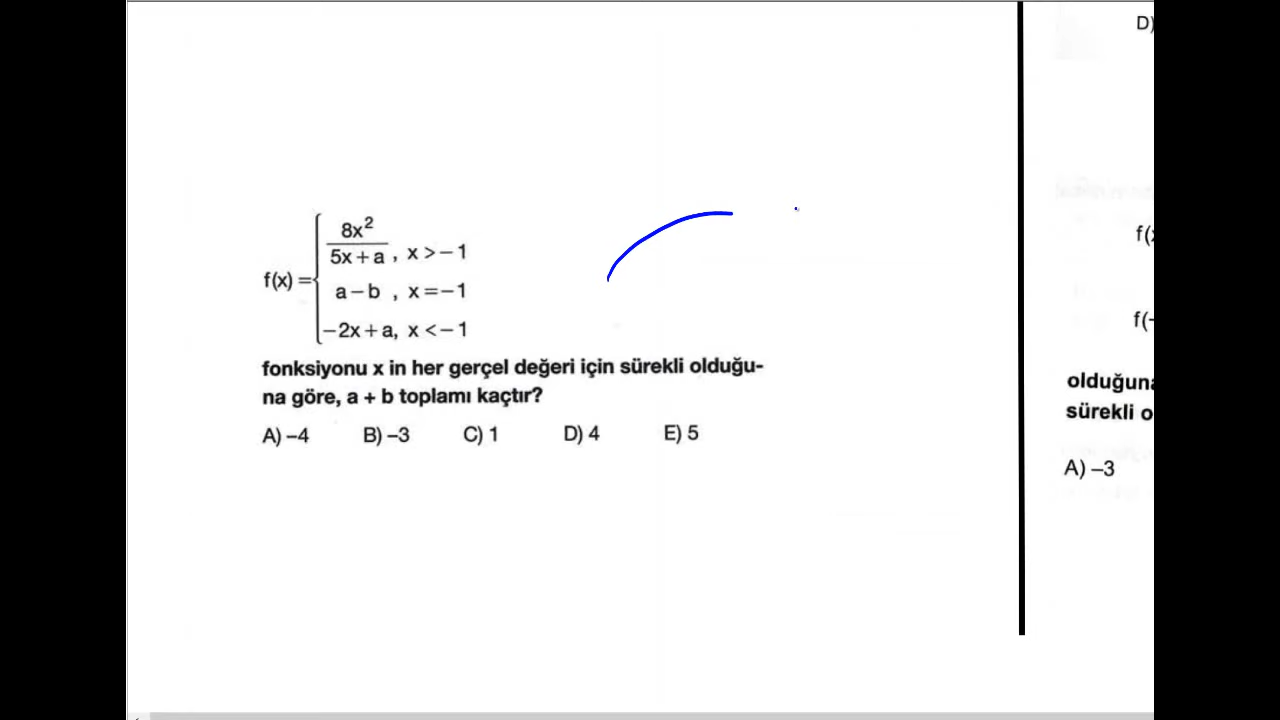 f(x) = { 8x² / 5x + a , x > −1
a − b , x = −1
−2x + a, x < −1
fonksiyonu x in her gerçel değeri için sürekli olduğu-
na göre, a + b toplamı kaçtır?
A) −4 B) −3 C) 1 D) 4 E) 5
D)
f(
f(−
olduğuna
sürekli o
A) −3